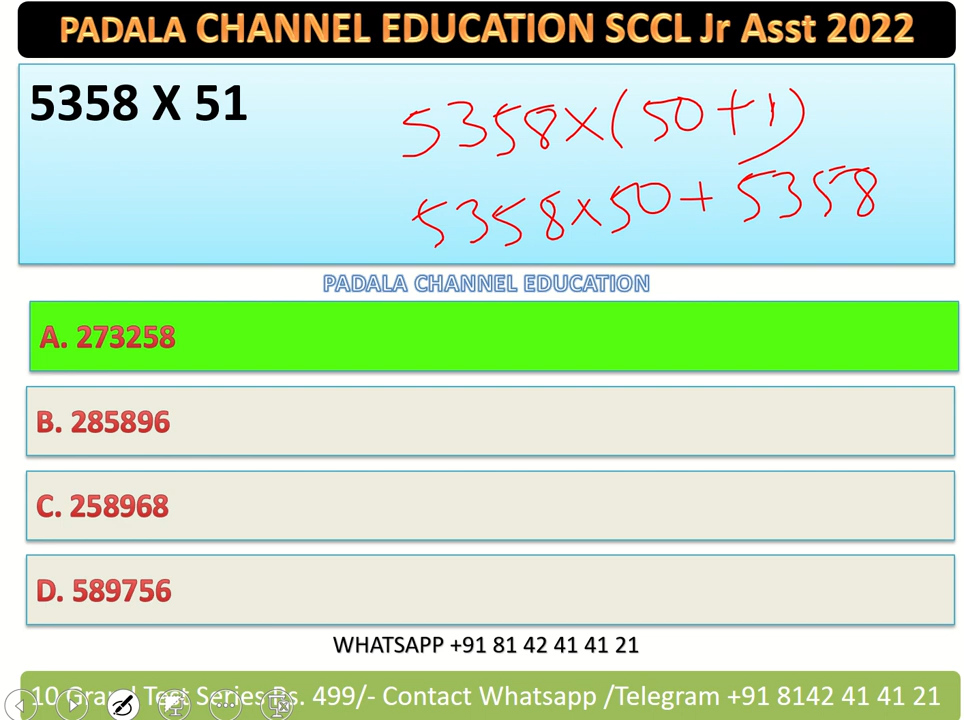 PADALA CHANNEL EDUCATION SCCL Jr Asst 2022
5358 X 51
5358×(50+1)
5358×50+5358
PADALA CHANNEL EDUCATION
A. 273258
B. 285896
C. 258968
D. 589756
WHATSAPP +91 81 42 41 41 21
10 Grand Test Series Rs. 499/- Contact Whatsapp /Telegram +91 8142 41 41 21